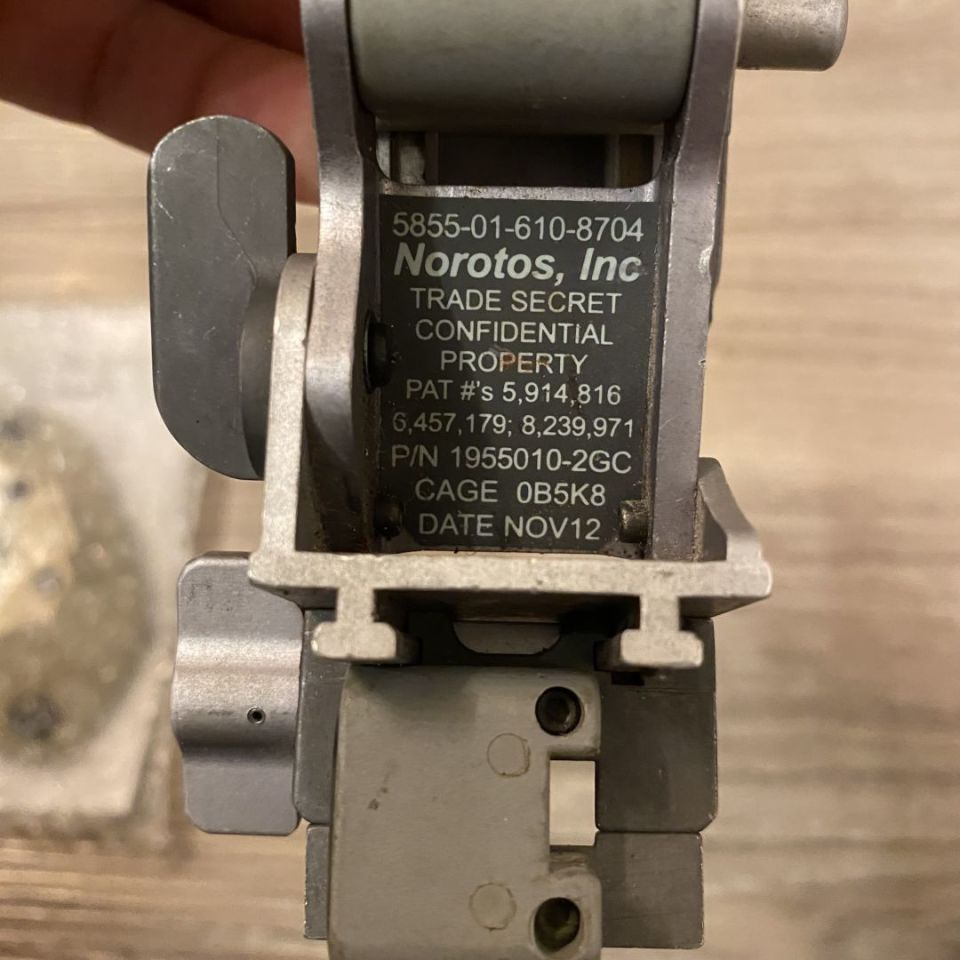 5855-01-610-8704
Norotos, Inc
TRADE SECRET
CONFIDENTIAL
PROPERTY
PAT #'s 5,914,816
6,457,179; 8,239,971
P/N 1955010-2GC
CAGE 0B5K8
DATE NOV12